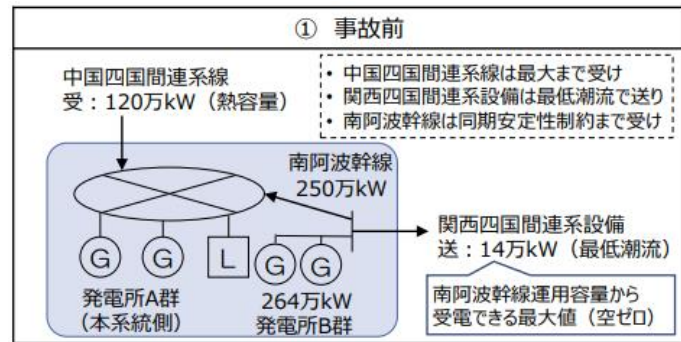 ① 事故前
中国四国間連系線
受：120万kW（熱容量）
• 中国四国間連系線は最大まで受け
• 関西四国間連系設備は最低潮流で送り
• 南阿波幹線は同期安定性制約まで受け
南阿波幹線
250万kW
G
G
L
G
G
発電所A群
（本系統側）
264万kW
発電所B群
関西四国間連系設備
送：14万kW（最低潮流）
南阿波幹線運用容量から
受電できる最大値（空ゼロ）